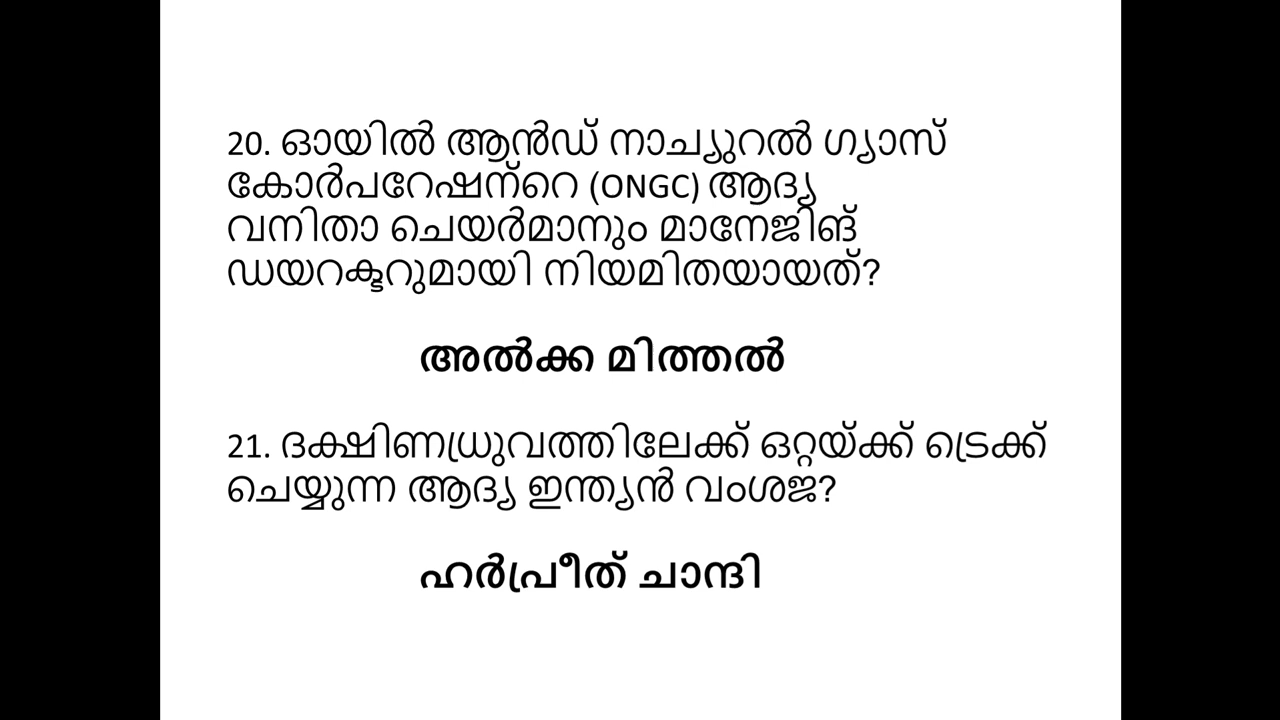 20. ഓയിൽ ആൻഡ് നാച്യുറൽ ഗ്യാസ്
കോർപറേഷന്റെ (ONGC) ആദ്യ
വനിതാ ചെയർമാനും മാനേജിങ്
ഡയറക്ടറുമായി നിയമിതയായത്?
അൽക്ക മിത്തൽ
21. ദക്ഷിണധ്രുവത്തിലേക്ക് ഒറ്റയ്ക്ക് ട്രെക്ക്
ചെയ്യുന്ന ആദ്യ ഇന്ത്യൻ വംശജ?
ഹർപ്രീത് ചാന്ദി